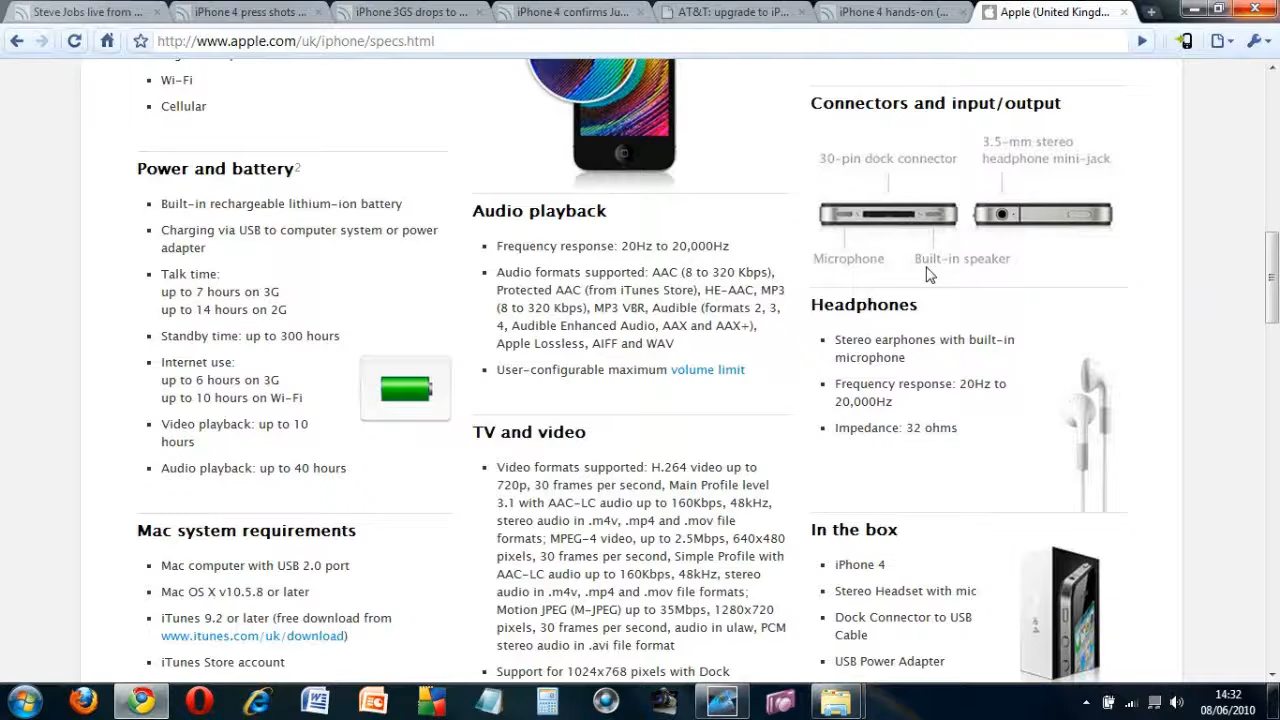 Steve Jobs live from
iPhone 4 press shots
iPhone 3GS drops to
iPhone 4 confirms Ju
AT&T: upgrade to iP
iPhone 4 hands-on (
Apple (United Kingd
http://www.apple.com/uk/iphone/specs.html
Wi-Fi
Cellular
Power and battery2
Built-in rechargeable lithium-ion battery
Charging via USB to computer system or power
adapter
Talk time:
up to 7 hours on 3G
up to 14 hours on 2G
Standby time: up to 300 hours
Internet use:
up to 6 hours on 3G
up to 10 hours on Wi-Fi
Video playback: up to 10
hours
Audio playback: up to 40 hours
Mac system requirements
Mac computer with USB 2.0 port
Mac OS X v10.5.8 or later
iTunes 9.2 or later (free download from
www.itunes.com/uk/download)
iTunes Store account
Audio playback
Frequency response: 20Hz to 20,000Hz
Audio formats supported: AAC (8 to 320 Kbps),
Protected AAC (from iTunes Store), HE-AAC, MP3
(8 to 320 Kbps), MP3 VBR, Audible (formats 2, 3,
4, Audible Enhanced Audio, AAX and AAX+),
Apple Lossless, AIFF and WAV
User-configurable maximum volume limit
TV and video
Video formats supported: H.264 video up to
720p, 30 frames per second, Main Profile level
3.1 with AAC-LC audio up to 160Kbps, 48kHz,
stereo audio in .m4v, .mp4 and .mov file
formats; MPEG-4 video, up to 2.5Mbps, 640x480
pixels, 30 frames per second, Simple Profile with
AAC-LC audio up to 160Kbps, 48kHz, stereo
audio in .m4v, .mp4 and .mov file formats;
Motion JPEG (M-JPEG) up to 35Mbps, 1280x720
pixels, 30 frames per second, audio in ulaw, PCM
stereo audio in .avi file format
Support for 1024x768 pixels with Dock
Connectors and input/output
30-pin dock connector
3.5-mm stereo
headphone mini-jack
Microphone
Built-in speaker
Headphones
Stereo earphones with built-in
microphone
Frequency response: 20Hz to
20,000Hz
Impedance: 32 ohms
In the box
iPhone 4
Stereo Headset with mic
Dock Connector to USB
Cable
USB Power Adapter
14:32
08/06/2010